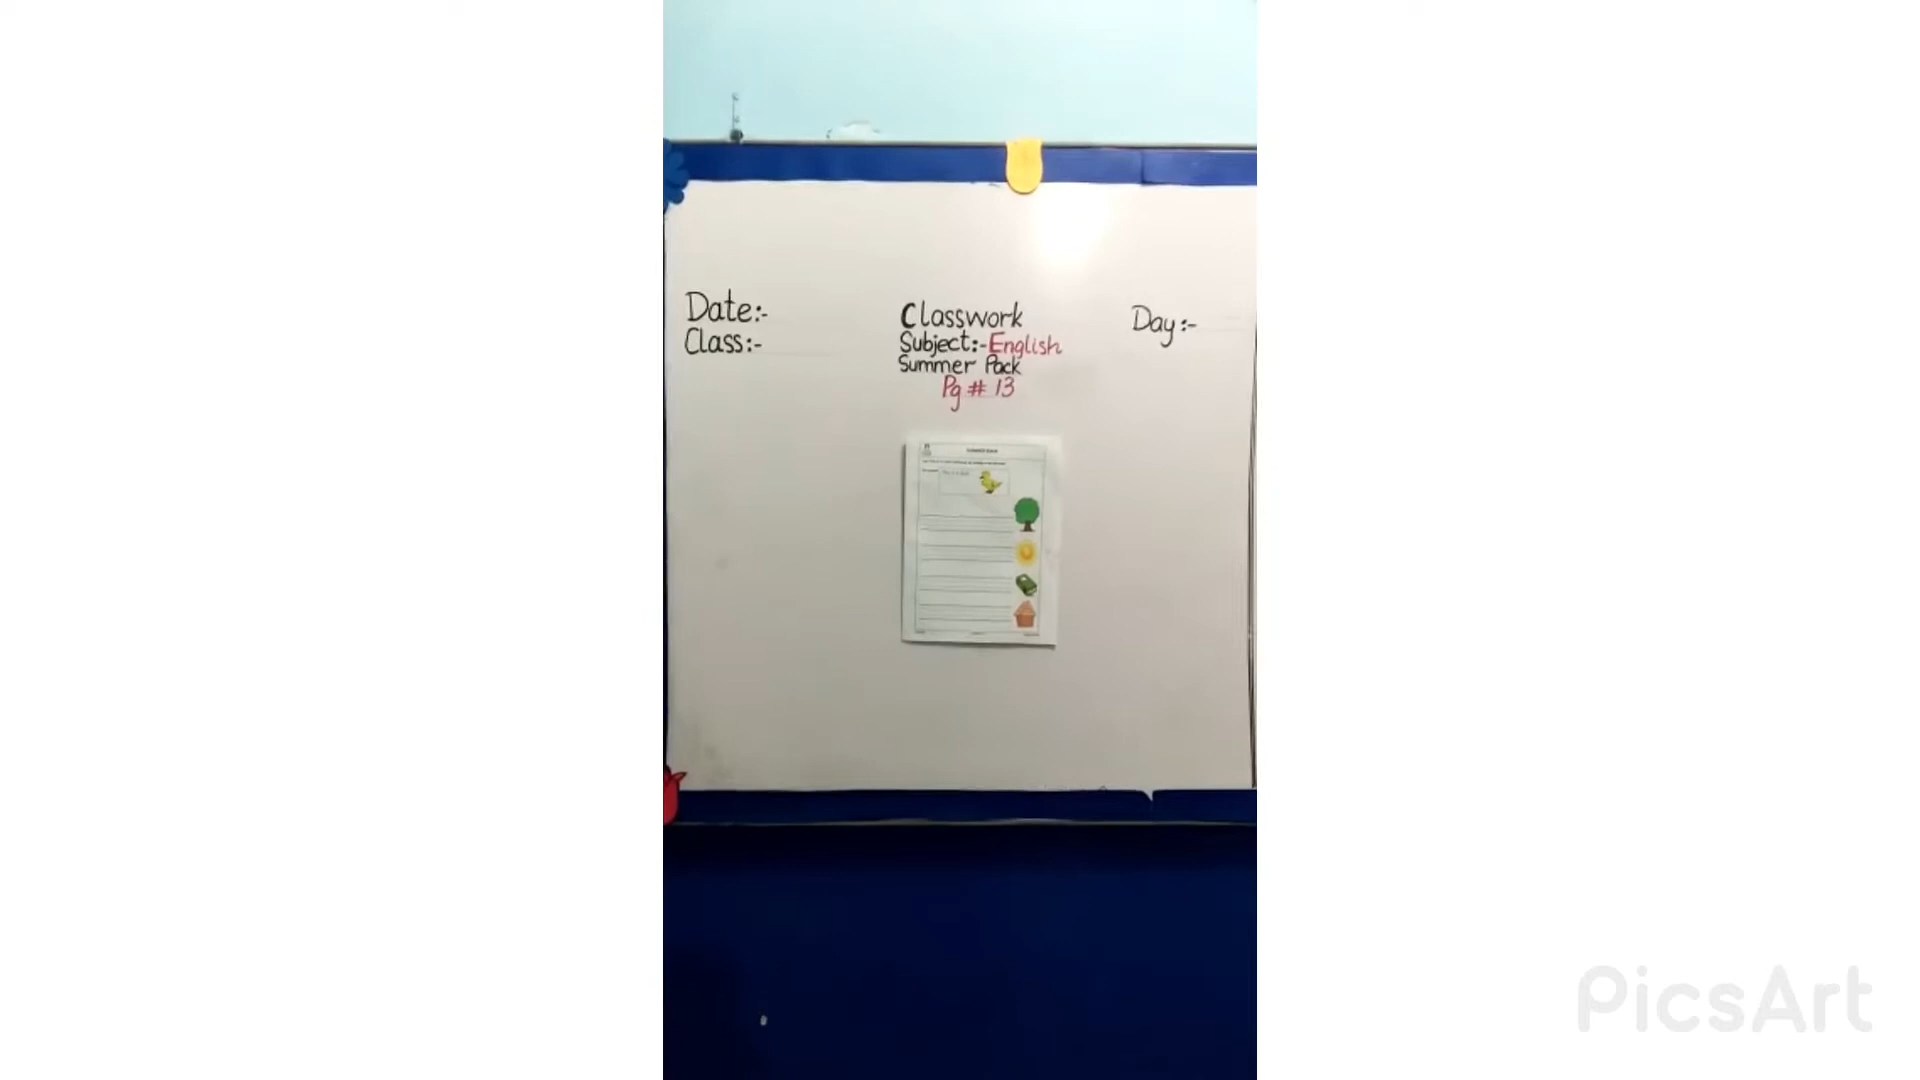 Date:-
Class:-
Classwork
Subject:-English
Summer Pack
Pg # 13
Day:-
PicsArt